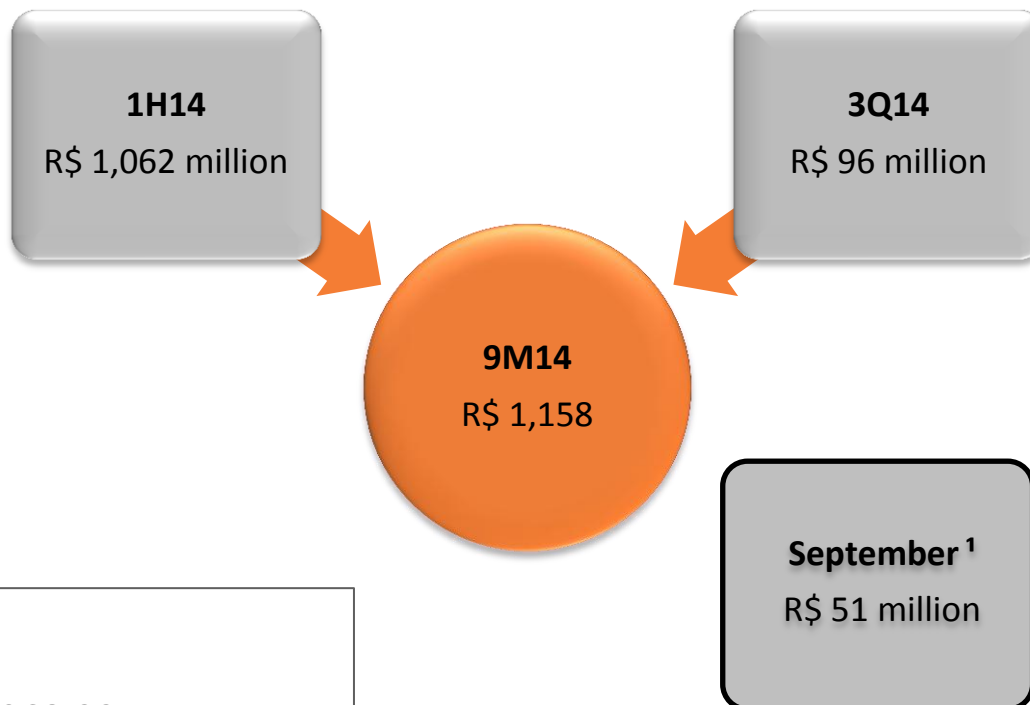 1H14
R$ 1,062 million
3Q14
R$ 96 million
9M14
R$ 1,158
September ¹
R$ 51 million